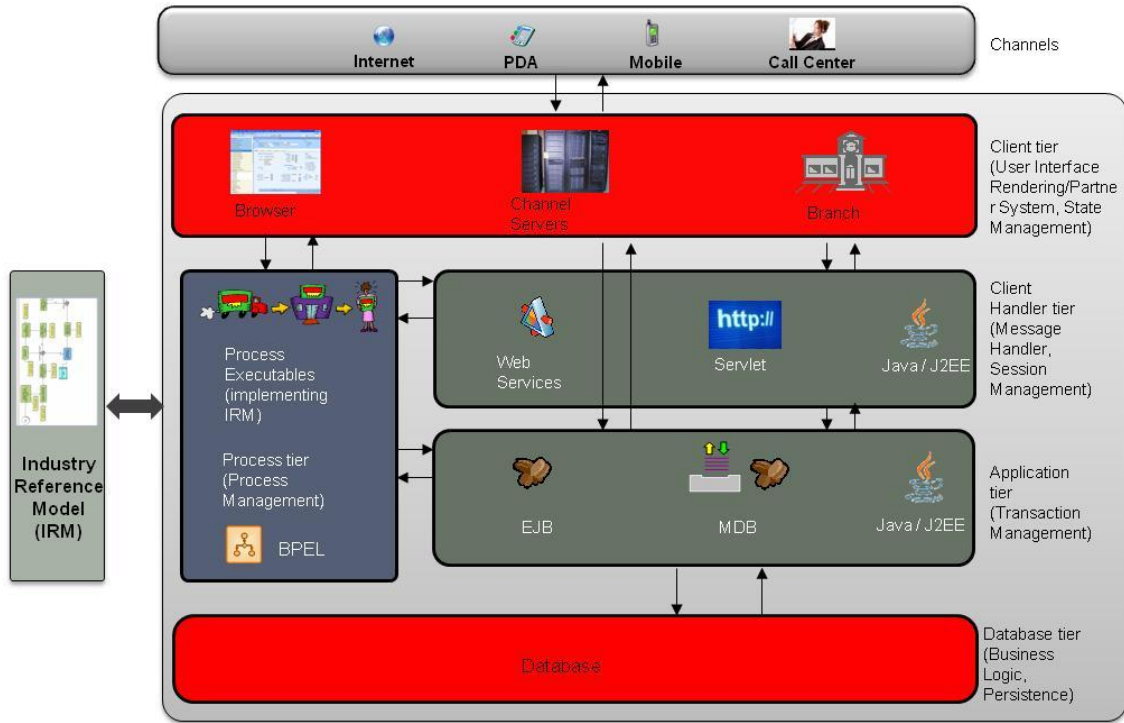 Internet
PDA
Mobile
Call Center
Channels
Browser
Channel
Servers
Branch
Client tier
(User Interface
Rendering/Partne
r System, State
Management)
Industry
Reference
Model
(IRM)
Process
Executables
(implementing
IRM)
Process tier
(Process
Management)
BPEL
Web
Services
http://
Servlet
Java / J2EE
Client
Handler tier
(Message
Handler,
Session
Management)
EJB
MDB
Java / J2EE
Application
tier
(Transaction
Management)
Database
Database tier
(Business
Logic,
Persistence)